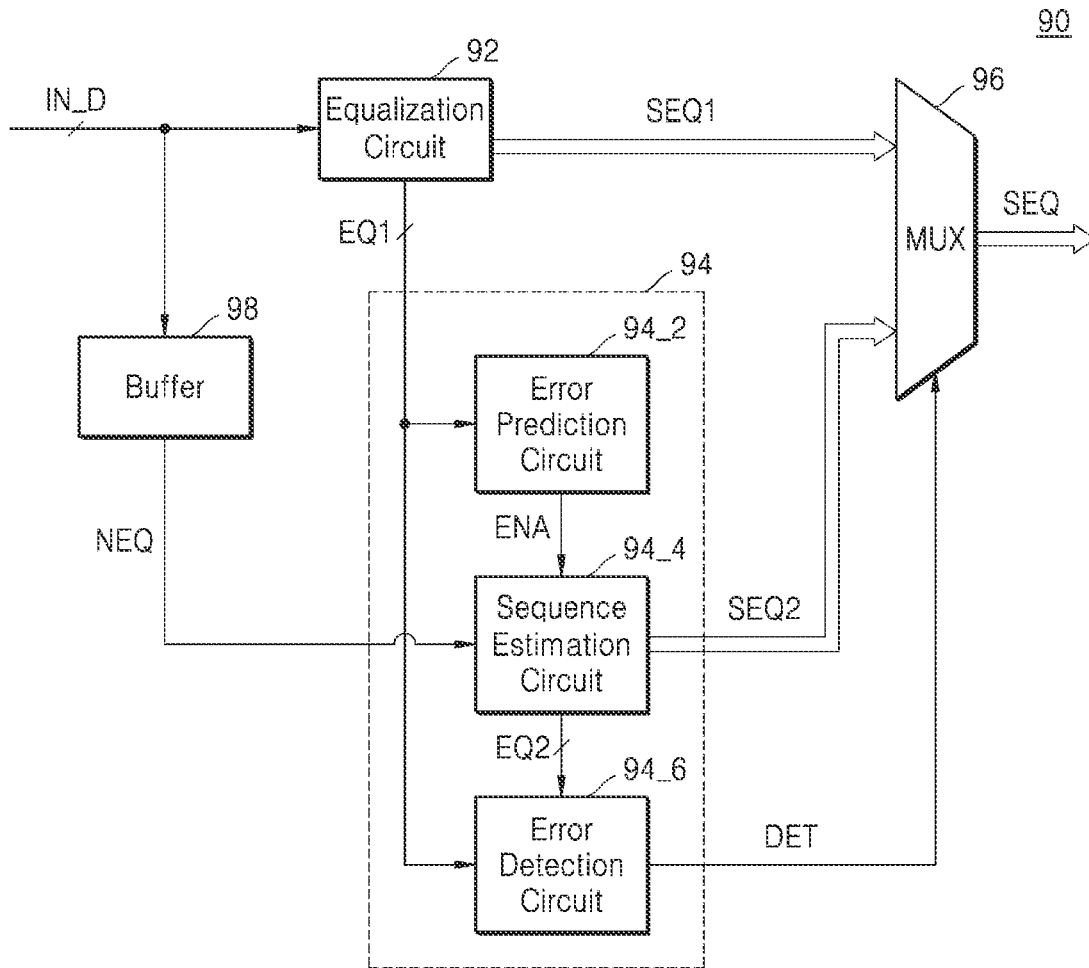 90
92
IN_D
Equalization
Circuit
SEQ1
96
EQ1
MUX
SEQ
94
98
Buffer
94_2
Error
Prediction
Circuit
NEQ
ENA
94_4
Sequence
Estimation
Circuit
SEQ2
EQ2
94_6
Error
Detection
Circuit
DET